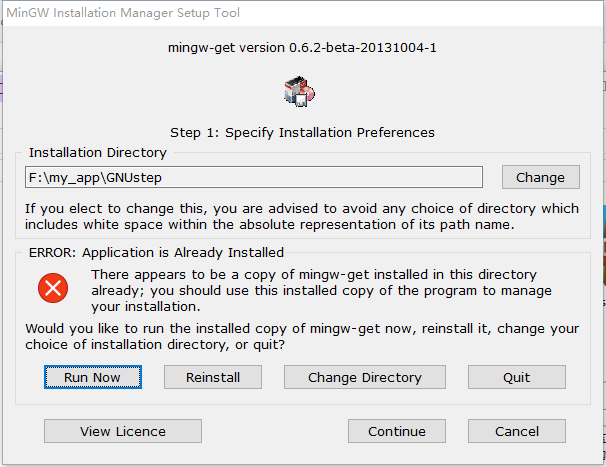 MinGW Installation Manager Setup Tool
mingw-get version 0.6.2-beta-20131004-1
Step 1: Specify Installation Preferences
Installation Directory
F:\my_app\GNUstep
Change
If you elect to change this, you are advised to avoid any choice of directory which
includes white space within the absolute representation of its path name.
ERROR: Application is Already Installed
There appears to be a copy of mingw-get installed in this directory
already; you should use this installed copy of the program to manage
your installation.
Would you like to run the installed copy of mingw-get now, reinstall it, change your
choice of installation directory, or quit?
Run Now
Reinstall
Change Directory
Quit
View Licence
Continue
Cancel